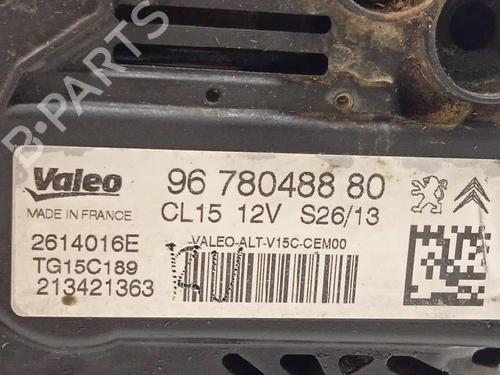 B-PARTS
Valeo
96 780488 80
MADE IN FRANCE
CL15 12V S26/13
2614016E
VALEO-ALT-V15C-CEM00
TG15C189
213421363